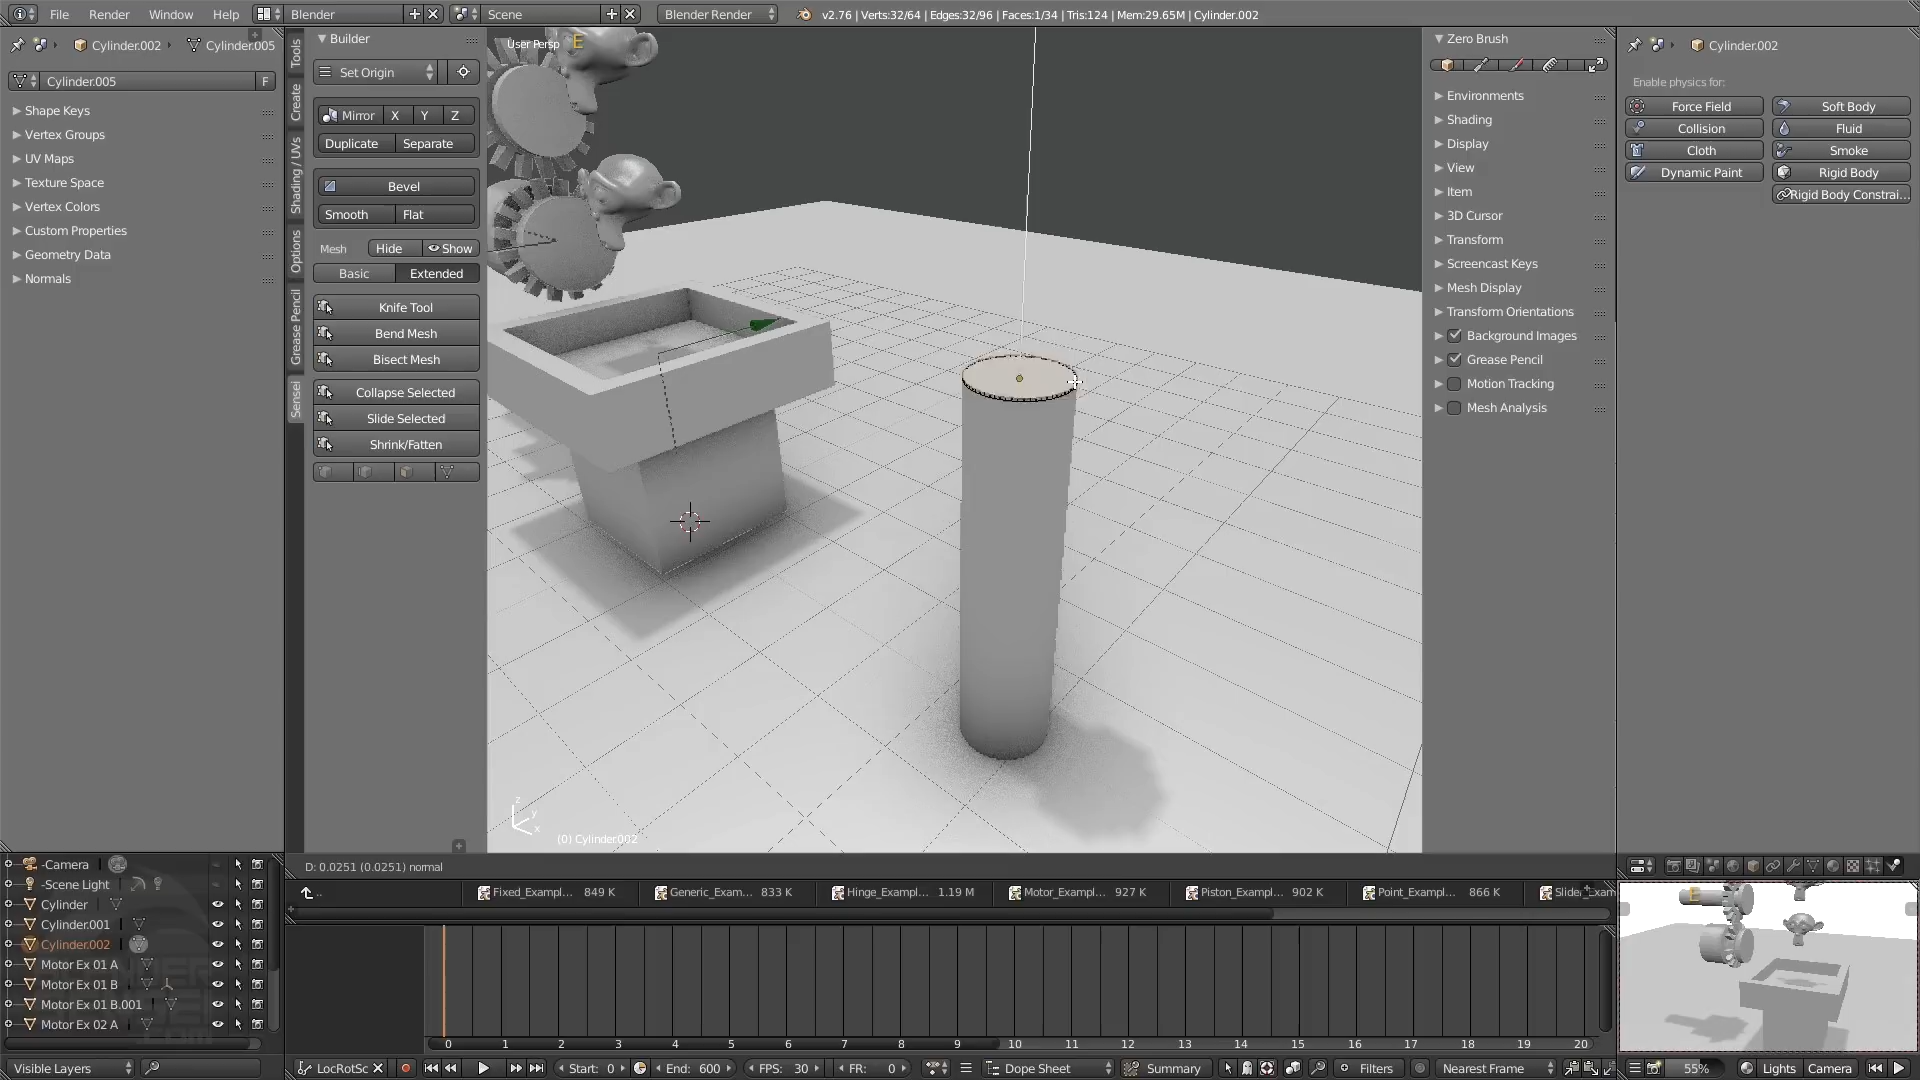 File Render Window Help Blender Scene Blender Render v2.76 | Verts:32/64 | Edges:32/96 | Faces:1/34 | Tris:124 | Mem:29.65M | Cylinder.002
Cylinder.002 Cylinder.005
Cylinder.005 F
Shape Keys
Vertex Groups
UV Maps
Texture Space
Vertex Colors
Custom Properties
Geometry Data
Normals
Tools
Create
Shading / UVs
Options
Grease Pencil
Sensei
Builder
Set Origin
Mirror X Y Z
Duplicate Separate
Bevel
Smooth Flat
Mesh Hide Show
Basic Extended
Knife Tool
Bend Mesh
Bisect Mesh
Collapse Selected
Slide Selected
Shrink/Fatten
User Persp E
z
y
x
(0) Cylinder.002
Zero Brush
Environments
Shading
Display
View
Item
3D Cursor
Transform
Screencast Keys
Mesh Display
Transform Orientations
Background Images
Grease Pencil
Motion Tracking
Mesh Analysis
Cylinder.002
Enable physics for:
Force Field Soft Body
Collision Fluid
Cloth Smoke
Dynamic Paint Rigid Body
Rigid Body Constrai...
D: 0.0251 (0.0251) normal
.. Fixed_Exampl... 849 K Generic_Exam... 833 K Hinge_Exampl... 1.19 M Motor_Exampl... 927 K Piston_Exampl... 902 K Point_Exampl... 866 K
-Camera
-Scene Light
Cylinder
Cylinder.001
Cylinder.002
Motor Ex 01 A
Motor Ex 01 B
Motor Ex 01 B.001
Motor Ex 02 A
0 1 2 3 4 5 6 7 8 9 10 11 12 13 14 15 16 17 18 19 20
E
Visible Layers LocRotSc Start: 0 End: 600 FPS: 30 FR: 0 Dope Sheet Summary Filters Nearest Frame 55% Lights Camera